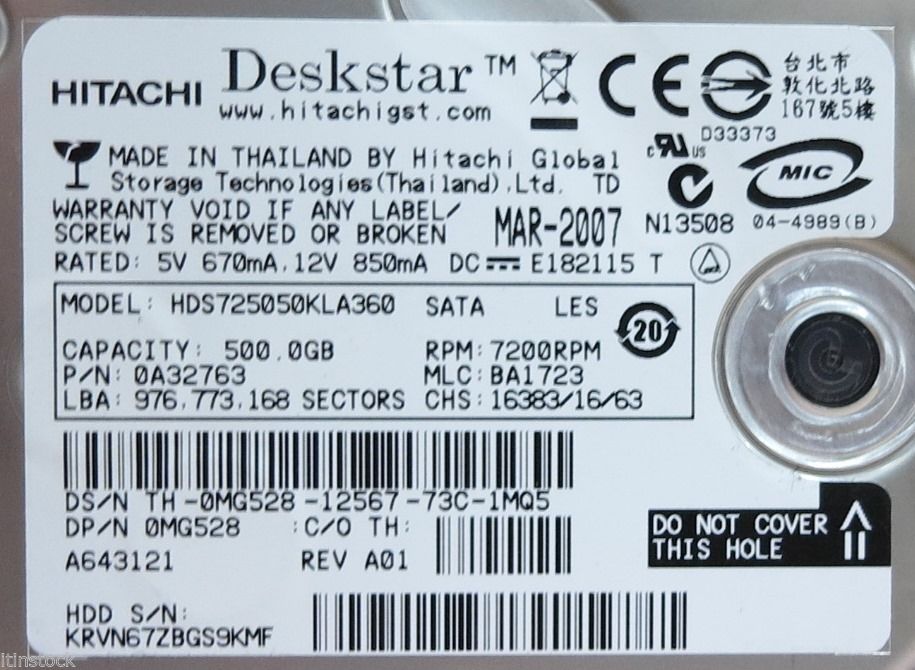 HITACHI Deskstar™
www.hitachigst.com
台北市
敦化北路
167號5樓
MADE IN THAILAND BY Hitachi Global
Storage Technologies(Thailand).Ltd. TD
c RU US D33373
MIC
WARRANTY VOID IF ANY LABEL/
SCREW IS REMOVED OR BROKEN
MAR-2007 N13508 04-4989(B)
RATED: 5V 670mA.12V 850mA DC E182115 T
MODEL: HDS725050KLA360 SATA LES
20
CAPACITY: 500.0GB RPM: 7200RPM
P/N: 0A32763 MLC: BA1723
LBA: 976.773.168 SECTORS CHS: 16383/16/63
DS/N TH-0MG528-12567-73C-1MQ5
DP/N 0MG528 :C/O TH:
A643121 REV A01
DO NOT COVER
THIS HOLE
HDD S/N:
KRVN67ZBGS9KMF
itinstock